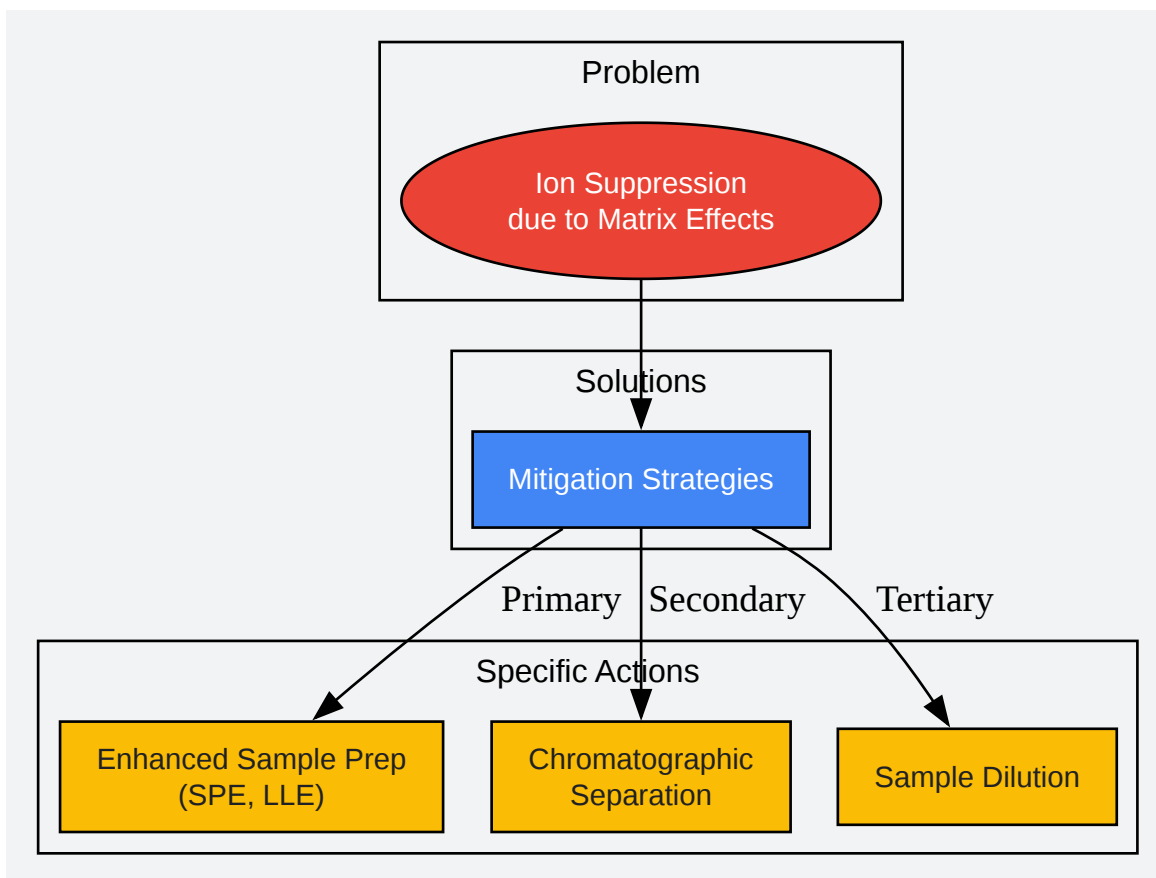 Problem
Ion Suppression
due to Matrix Effects
Solutions
Mitigation Strategies
Primary
Secondary
Tertiary
Specific Actions
Enhanced Sample Prep
(SPE, LLE)
Chromatographic
Separation
Sample Dilution